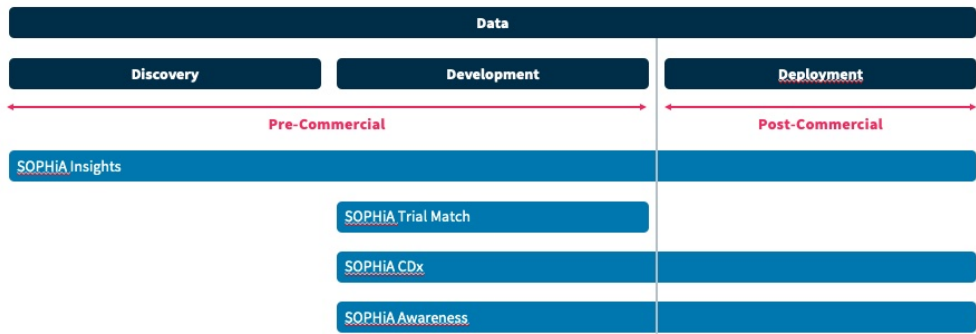 Data
Discovery
Development
Deployment
Pre-Commercial
Post-Commercial
SOPHiA Insights
SOPHiA Trial Match
SOPHiA CDx
SOPHiA Awareness